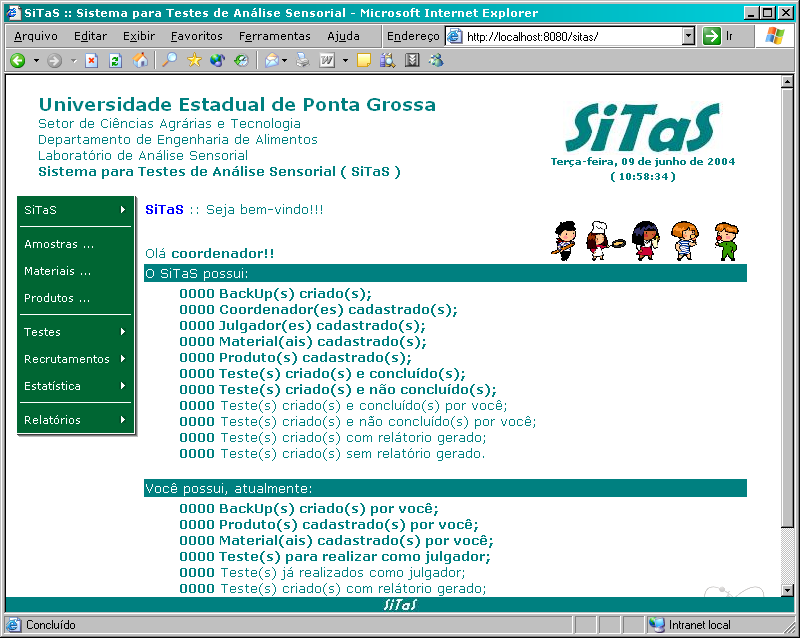 SiTaS :: Sistema para Testes de Análise Sensorial - Microsoft Internet Explorer
Arquivo Editar Exibir Favoritos Ferramentas Ajuda Endereço http://localhost:8080/sitas/ Ir
Universidade Estadual de Ponta Grossa
Setor de Ciências Agrárias e Tecnologia
Departamento de Engenharia de Alimentos
Laboratório de Análise Sensorial
Sistema para Testes de Análise Sensorial ( SiTaS )
SiTaS
Terça-feira, 09 de junho de 2004
( 10:58:34 )
SiTaS
Amostras ...
Materiais ...
Produtos ...
Testes
Recrutamentos
Estatística
Relatórios
SiTaS :: Seja bem-vindo!!!
Olá coordenador!!
O SiTaS possui:
0000 BackUp(s) criado(s);
0000 Coordenador(es) cadastrado(s);
0000 Julgador(es) cadastrado(s);
0000 Material(ais) cadastrado(s);
0000 Produto(s) cadastrado(s);
0000 Teste(s) criado(s) e concluído(s);
0000 Teste(s) criado(s) e não concluído(s);
0000 Teste(s) criado(s) e concluído(s) por você;
0000 Teste(s) criado(s) e não concluído(s) por você;
0000 Teste(s) criado(s) com relátorio gerado;
0000 Teste(s) criado(s) sem relatório gerado.
Você possui, atualmente:
0000 BackUp(s) criado(s) por você;
0000 Produto(s) cadastrado(s) por você;
0000 Material(ais) cadastrado(s) por você;
0000 Teste(s) para realizar como julgador;
0000 Teste(s) já realizados como julgador;
0000 Teste(s) criado(s) com relátorio gerado;
SiTaS
Concluído Intranet local